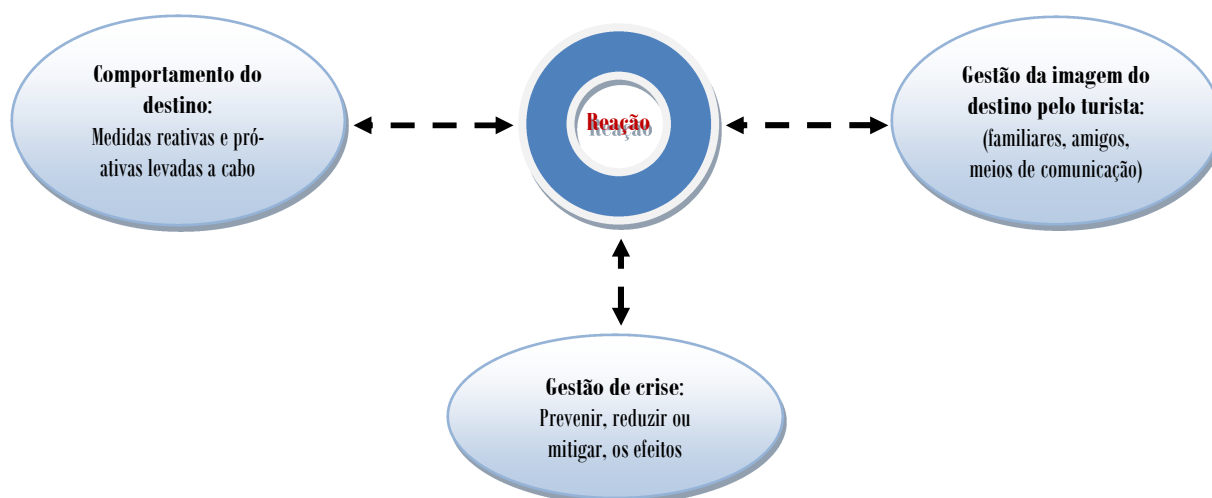 Comportamento do
destino:
Medidas reativas e pró-
ativas levadas a cabo
Reação
Gestão da imagem do
destino pelo turista:
(familiares, amigos,
meios de comunicação)
Gestão de crise:
Prevenir, reduzir ou
mitigar, os efeitos